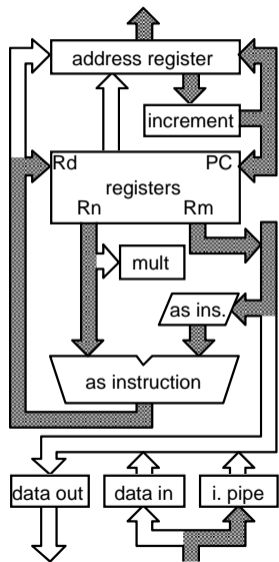 address register
increment
Rd PC
registers
Rn Rm
mult
as ins.
as instruction
data out data in i. pipe